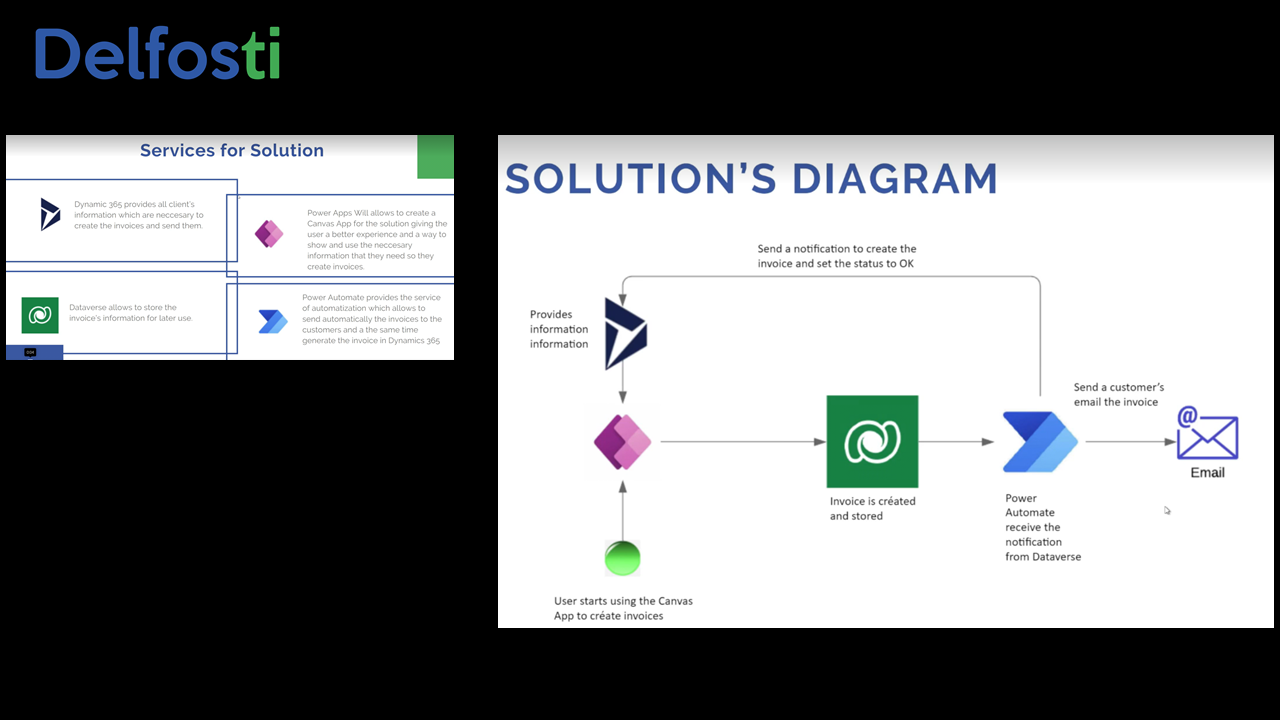 Delfosti
Services for Solution
Dynamic 365 provides all client's
information which are neccesary to
create the invoices and send them.
Power Apps Will allows to create a
Canvas App for the solution giving the
user a better experience and a way to
show and use the neccesary
information that they need so they
create invoices.
Dataverse allows to store the
invoice's information for later use.
Power Automate provides the service
of automatization which allows to
send automatically the invoices to the
customers and a the same time
generate the invoice in Dynamics 365
SOLUTION'S DIAGRAM
Send a notification to create the
invoice and set the status to OK
Provides
information
information
Send a customer's
email the invoice
@
Email
Invoice is créated
and stored
Power
Automate
receive the
notification
from Dataverse
User starts using the Canvas
App to créate invoices